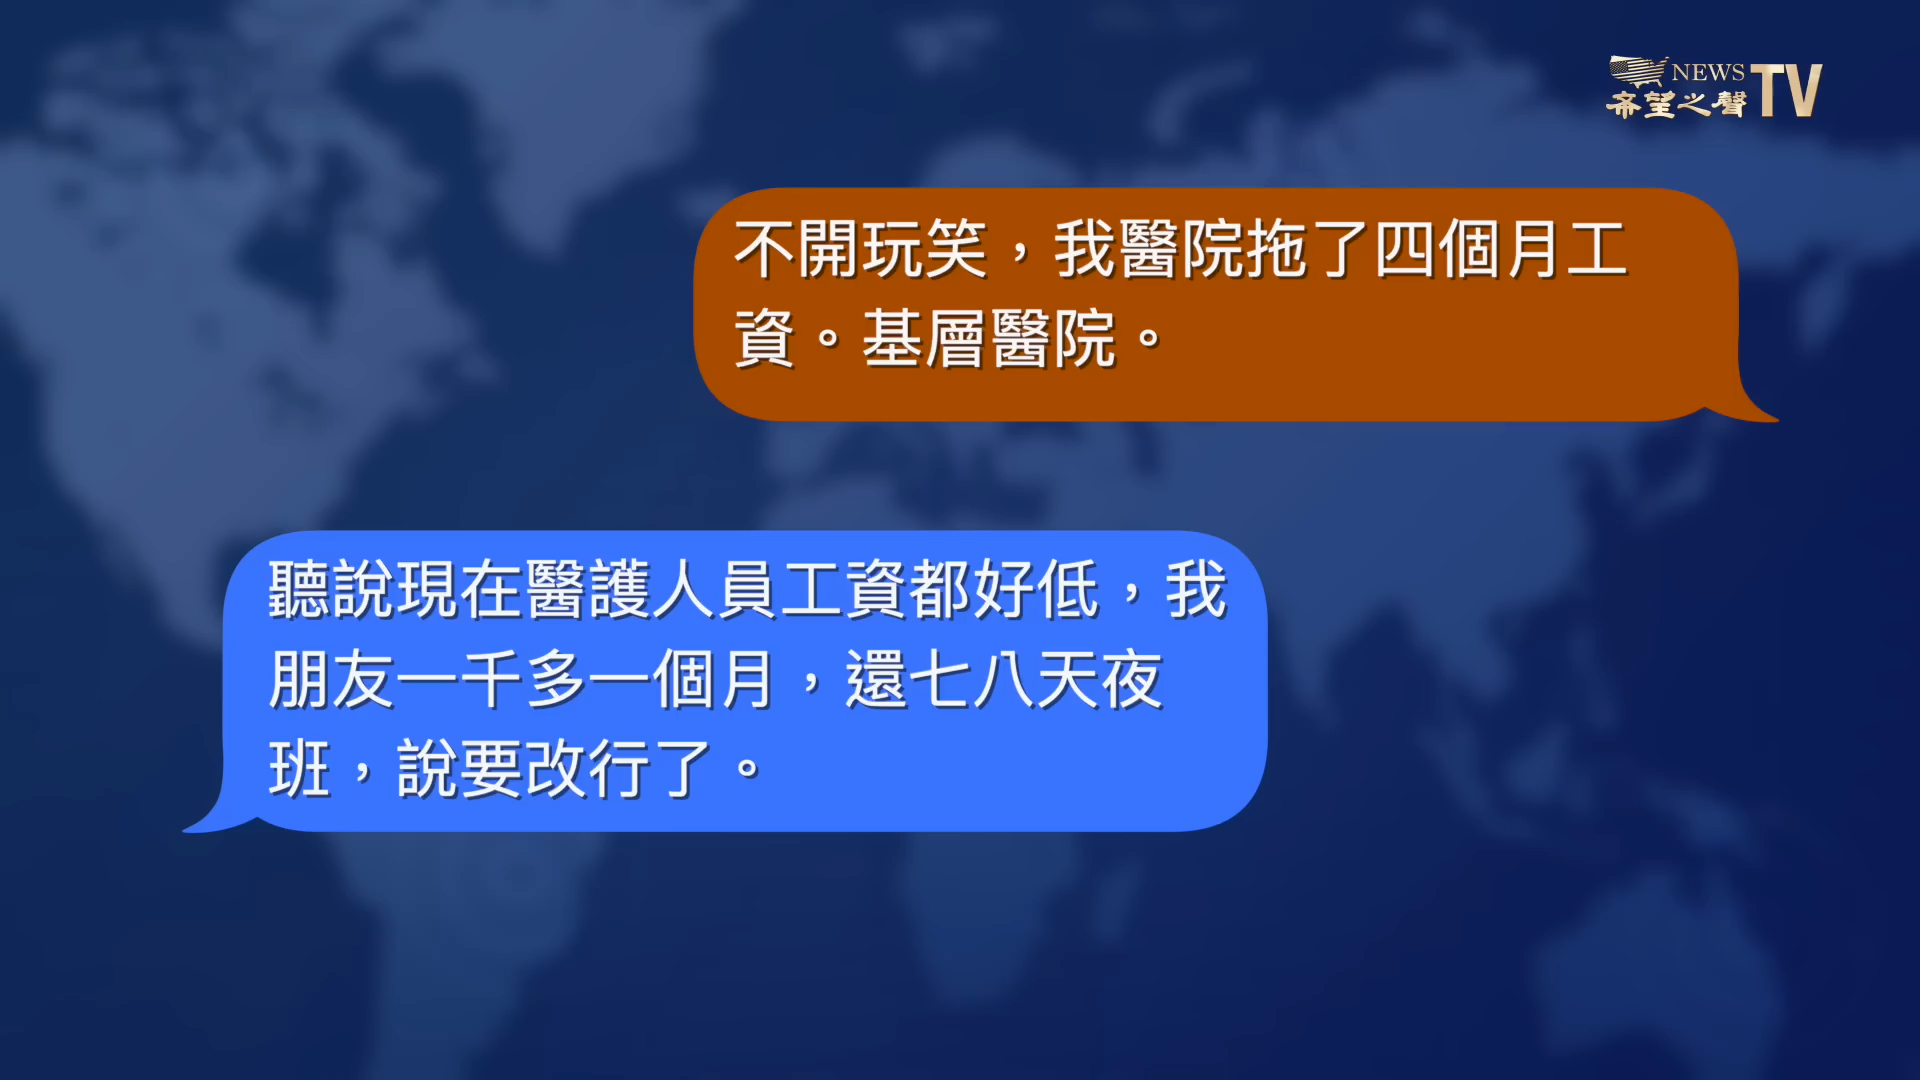 NEWS
希望之聲TV
不開玩笑，我醫院拖了四個月工
資。基層醫院。
聽說現在醫護人員工資都好低，我
朋友一千多一個月，還七八天夜
班，說要改行了。